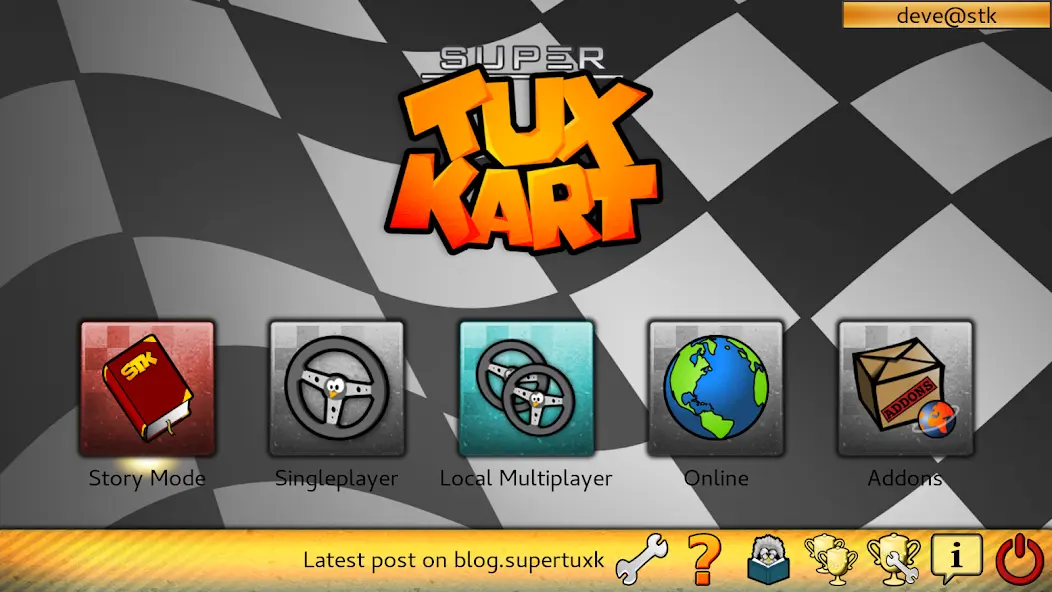 deve@stk
SUPER
TUX
KART
STK
ADDONS
Story Mode
Singleplayer
Local Multiplayer
Online
Addons
Latest post on blog.supertuxk
?
i